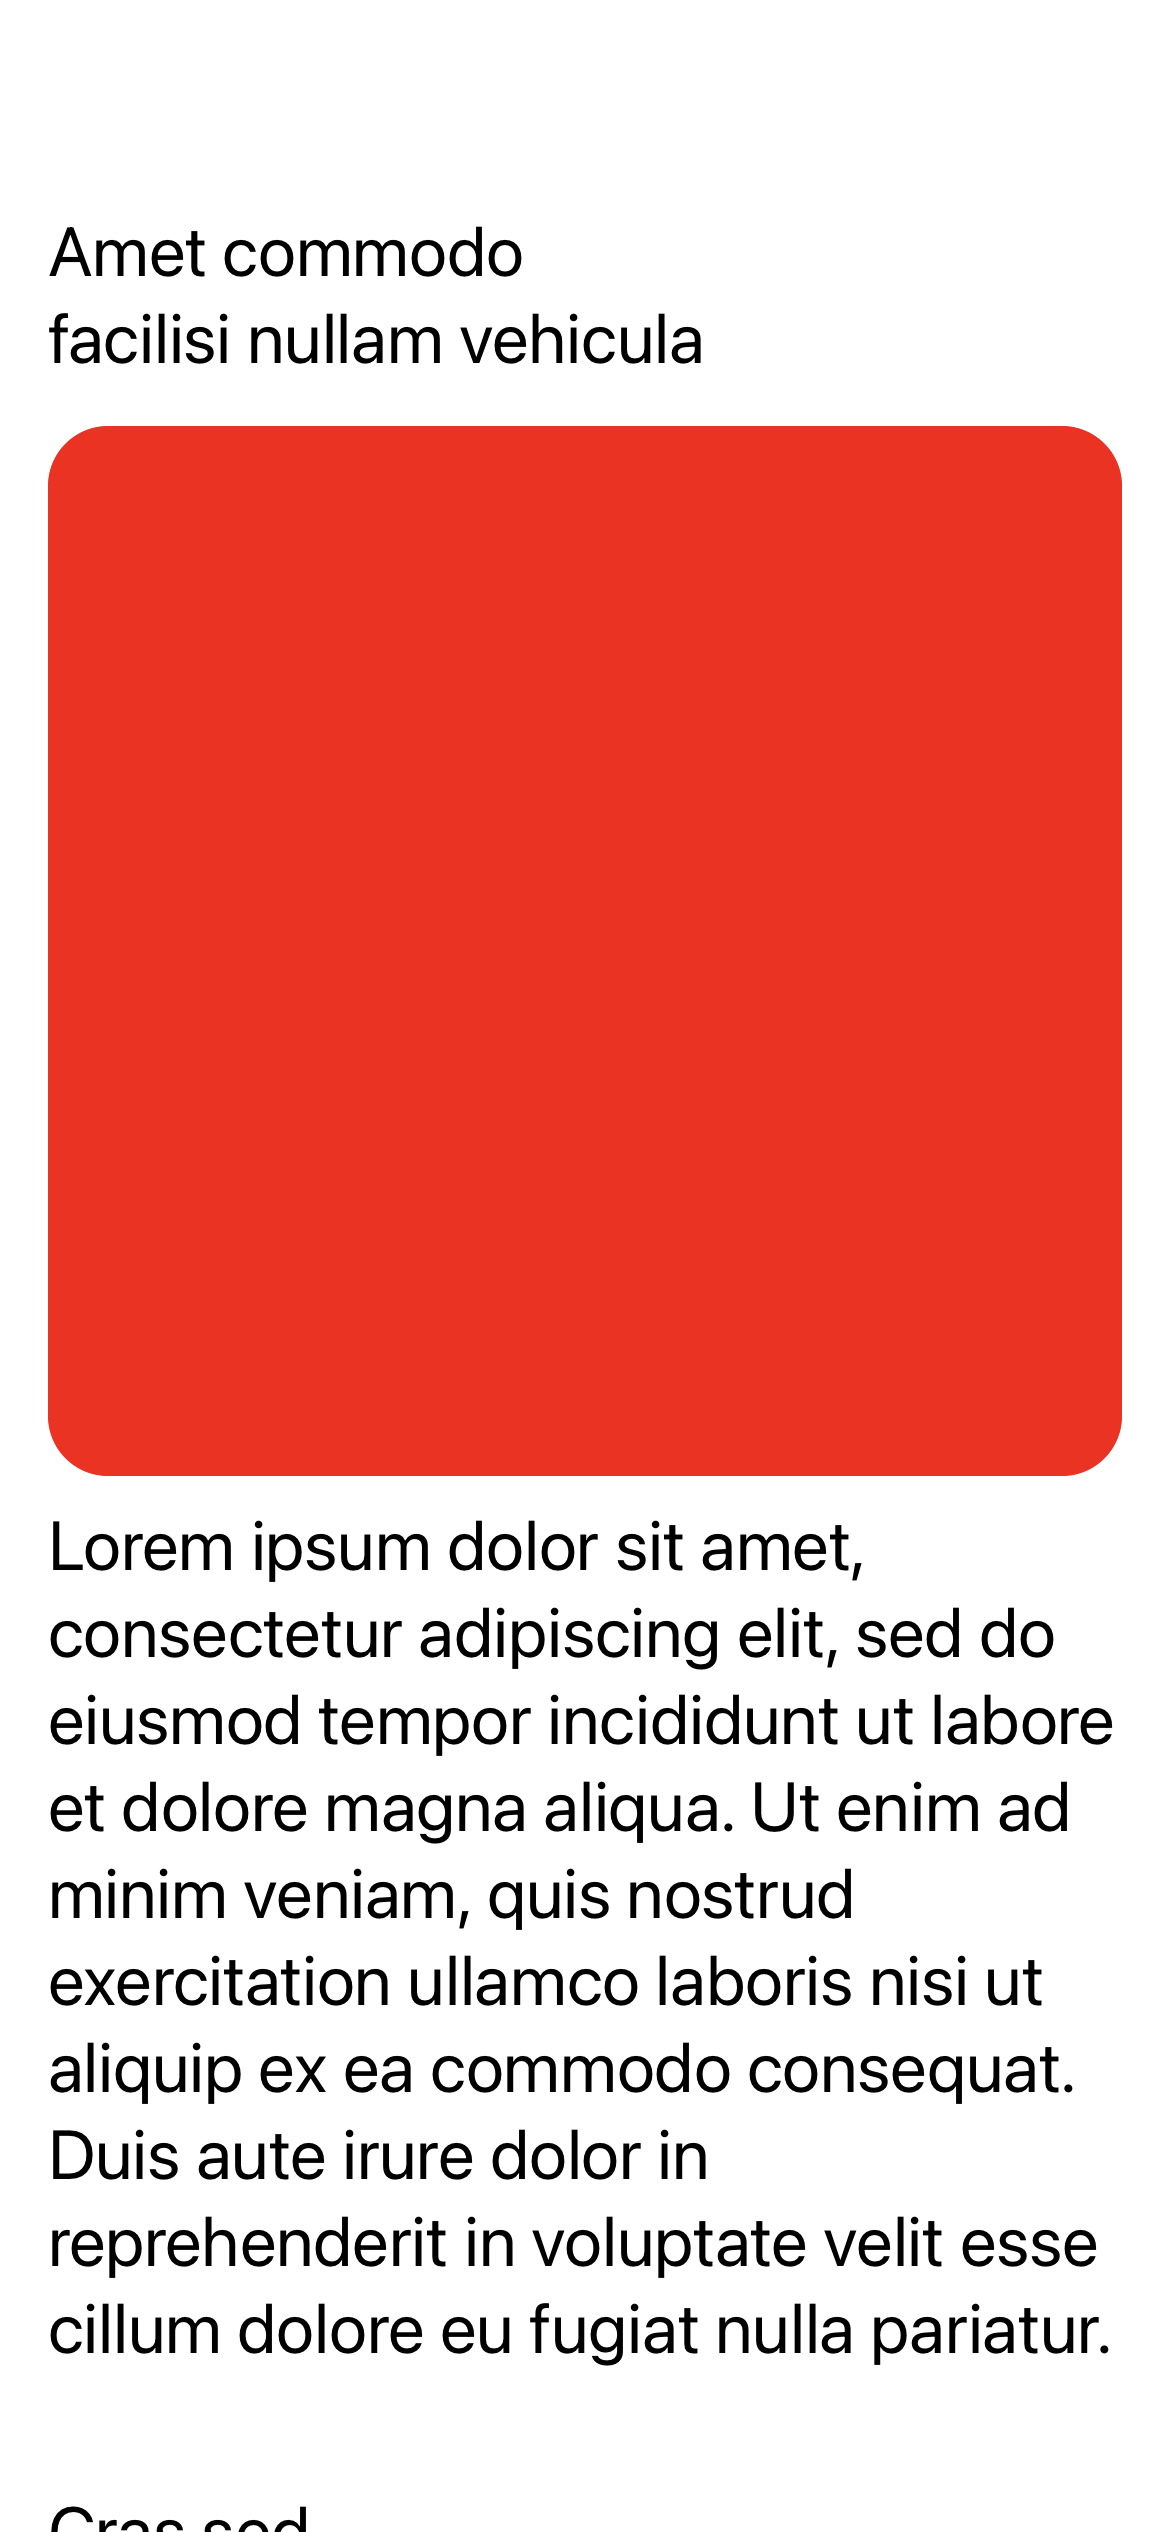 Amet commodo
facilisi nullam vehicula
Lorem ipsum dolor sit amet,
consectetur adipiscing elit, sed do
eiusmod tempor incididunt ut labore
et dolore magna aliqua. Ut enim ad
minim veniam, quis nostrud
exercitation ullamco laboris nisi ut
aliquip ex ea commodo consequat.
Duis aute irure dolor in
reprehenderit in voluptate velit esse
cillum dolore eu fugiat nulla pariatur.
Cras sed